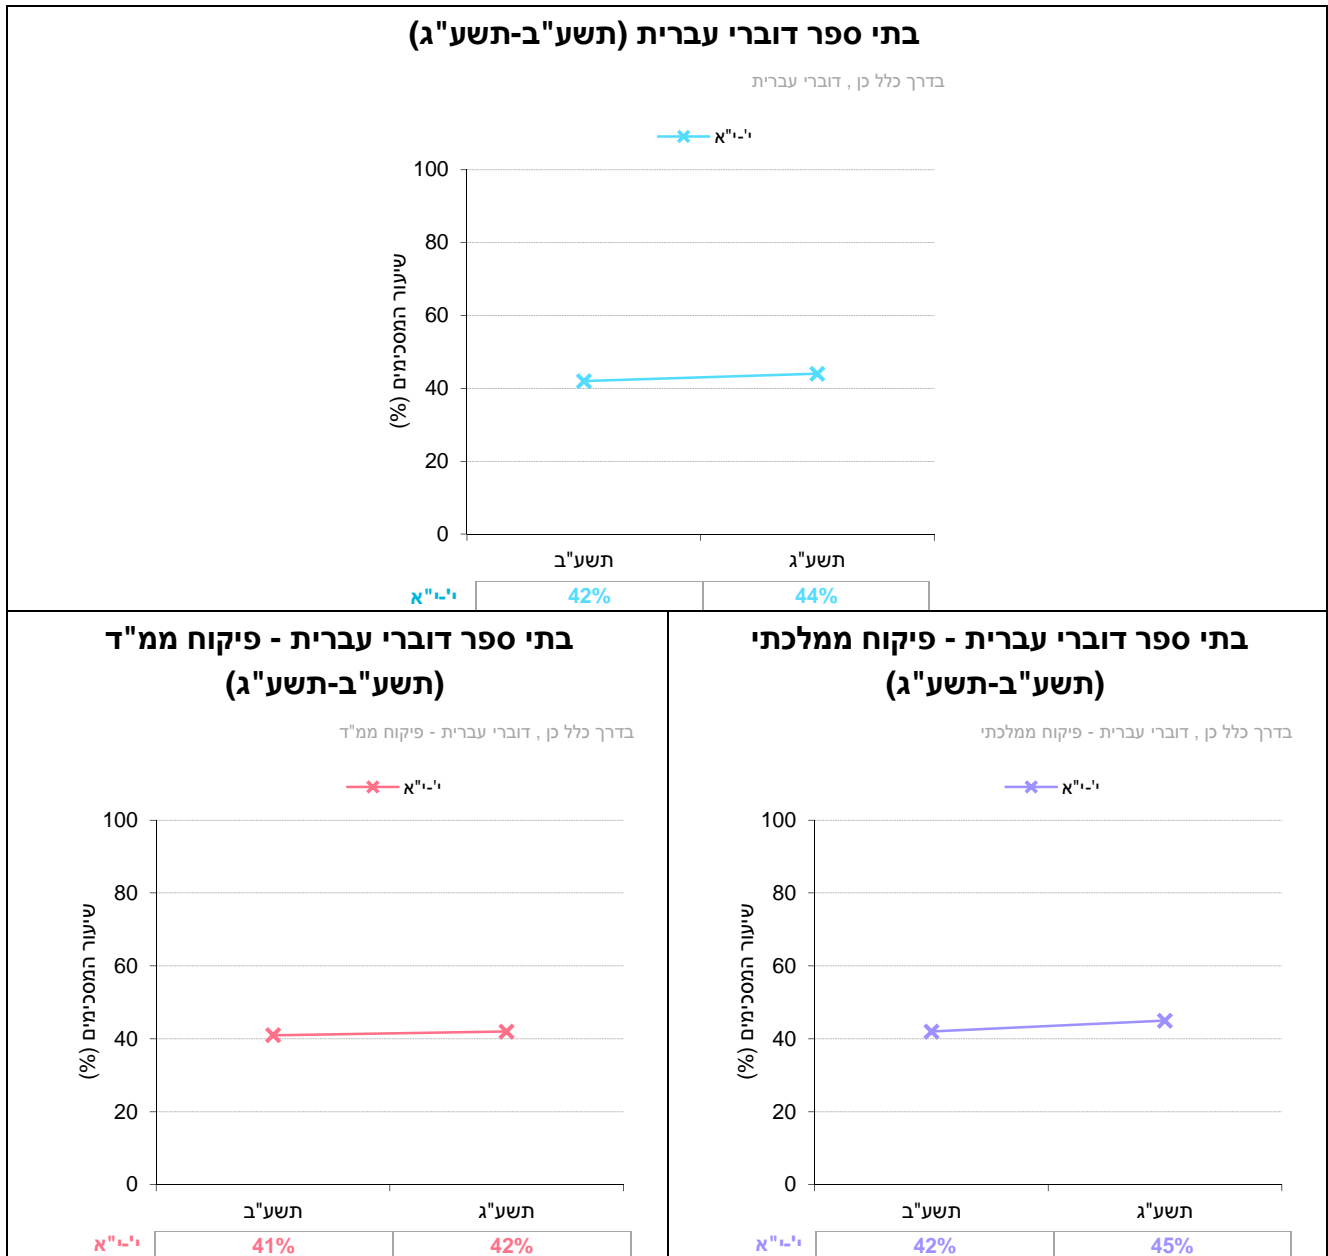 בתי ספר דוברי עברית (תשע"ב-תשע"ג)
בדרך כלל כן , דוברי עברית
י'-י"א
שיעור המסכימים (%)
100
80
60
40
20
0
תשע"ב תשע"ג
י'-י"א 42% 44%
בתי ספר דוברי עברית - פיקוח ממלכתי
(תשע"ב-תשע"ג)
בדרך כלל כן , דוברי עברית - פיקוח ממלכתי
י'-י"א
שיעור המסכימים (%)
100
80
60
40
20
0
תשע"ב תשע"ג
י'-י"א 42% 45%
בתי ספר דוברי עברית - פיקוח ממ"ד
(תשע"ב-תשע"ג)
בדרך כלל כן , דוברי עברית - פיקוח ממ"ד
י'-י"א
שיעור המסכימים (%)
100
80
60
40
20
0
תשע"ב תשע"ג
י'-י"א 41% 42%